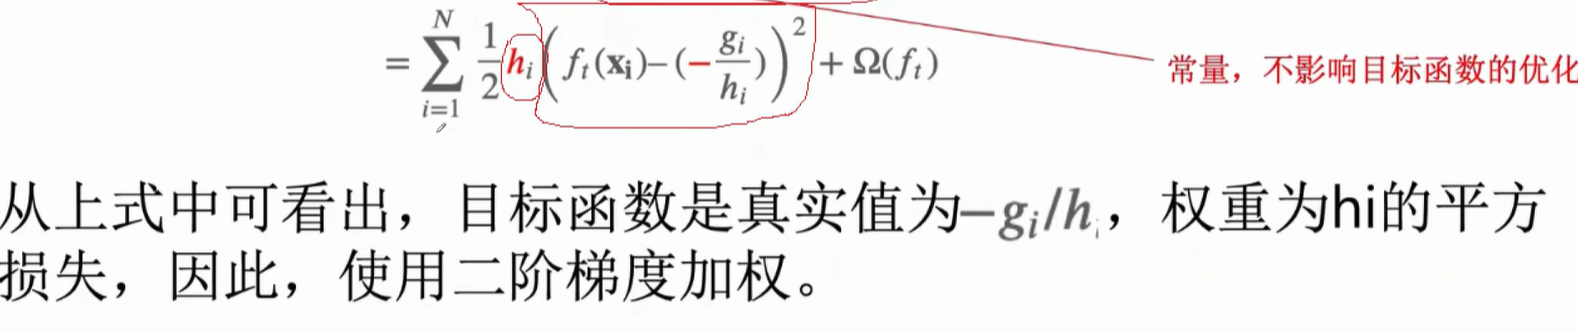 = \sum_{i=1}^{N} \frac{1}{2} h_i \left( f_t(\mathbf{x_i}) - (-\frac{g_i}{h_i}) \right)^2 + \Omega(f_t)
常量，不影响目标函数的优化
从上式中可看出，目标函数是真实值为-g_i/h_i，权重为hi的平方
损失，因此，使用二阶梯度加权。